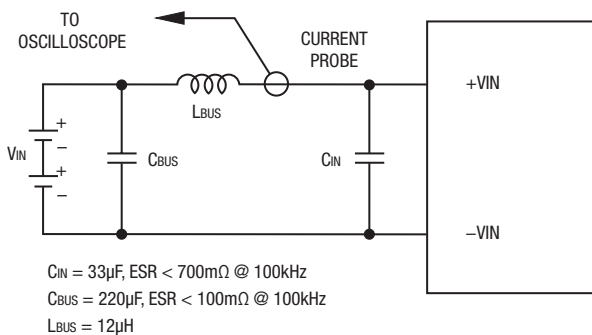 TO
OSCILLOSCOPE
CURRENT
PROBE
+VIN
LBUS
+
−
+
−
VIN
CBUS
CIN
−VIN
CIN = 33µF, ESR < 700mΩ @ 100kHz
CBUS = 220µF, ESR < 100mΩ @ 100kHz
LBUS = 12µH